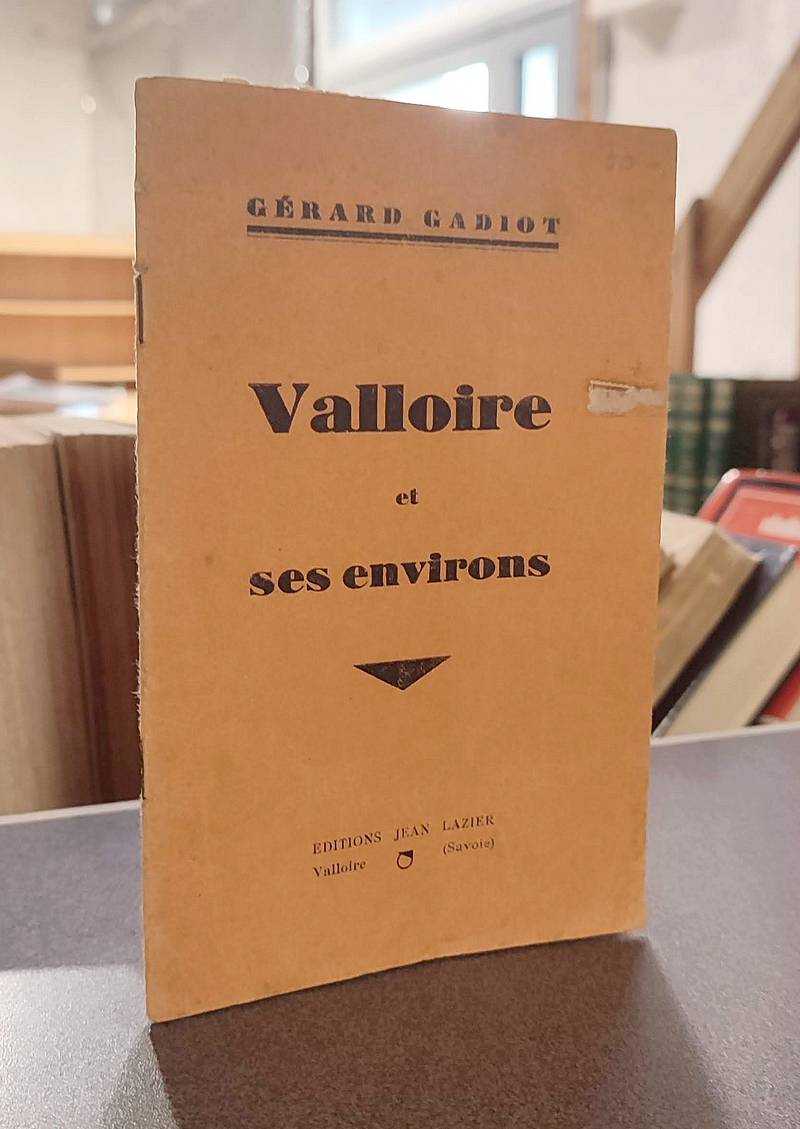 GÉRARD GADIOT
Valloire
et
ses environs
EDITIONS JEAN LAZIER
Valloire (Savoie)